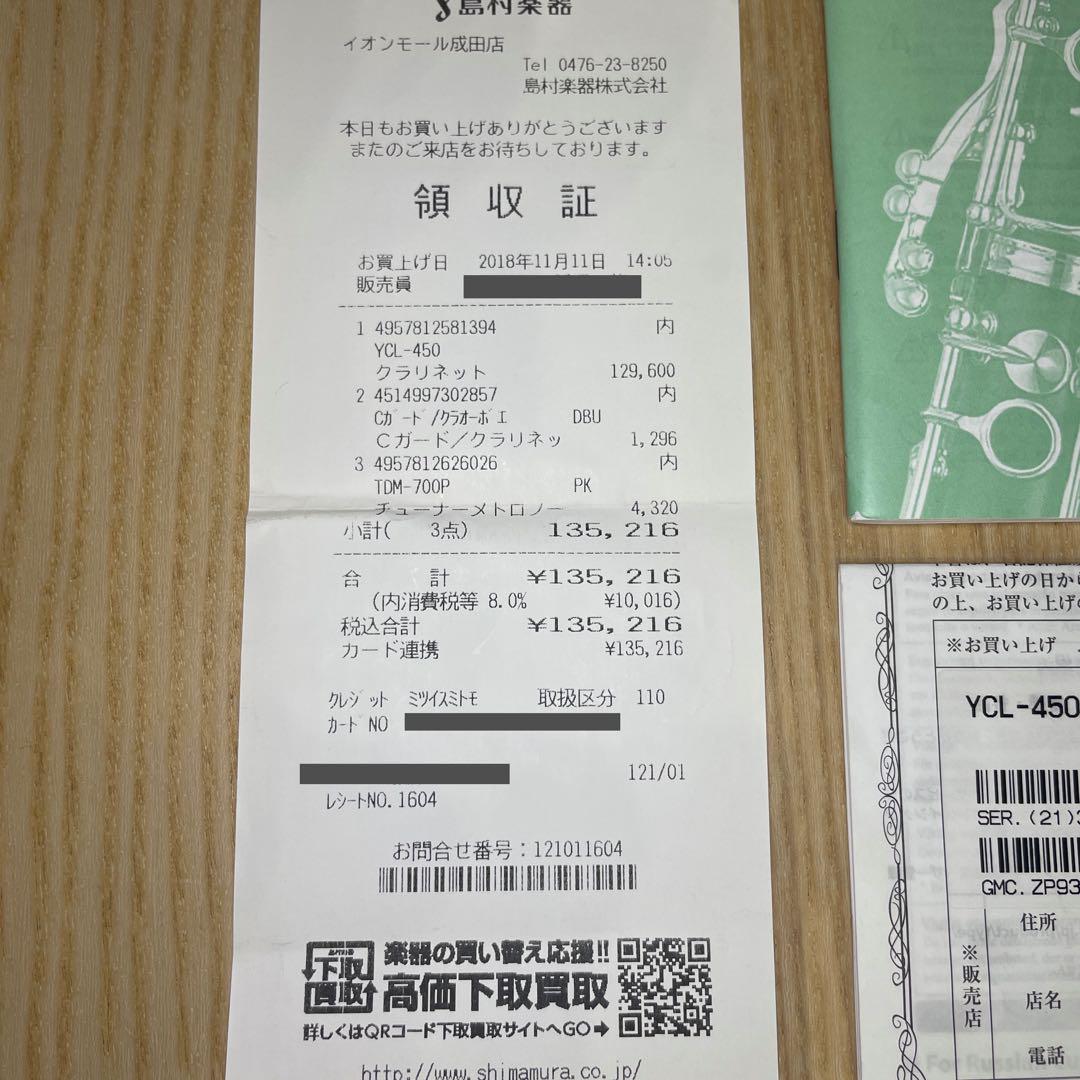 島村楽器
イオンモール成田店
Tel 0476-23-8250
島村楽器株式会社
本日もお買い上げありがとうございます
またのご来店をお待ちしております。
領収証
お買上げ日 2018年11月11日 14:05
販売員
1 4957812581394 内
YCL-450
クラリネット 129,600
2 4514997302857 内
Cガード/クラオーボエ DBU
Cガード/クラリネッ 1,296
3 4957812626026 内
TDM-700P PK
チューナーメトロノー 4,320
小計( 3点) 135,216
合計 ¥135,216
(内消費税等 8.0% ¥10,016)
税込合計 ¥135,216
カード連携 ¥135,216
クレジット ミツイスミトモ 取扱区分 110
カードNO
121/01
レシートNO.1604
お問合せ番号:121011604
下取
買取
楽器の買い替え応援!!
高価下取買取
詳しくはQRコード下取買取サイトへGO→
http://www.shimamura.co.jp/
お買い上げの日から
の上、お買い上げの
※お買い上げ
YCL-450
SER.(21)3
GMC.ZP93
住所
※販売店
店名
電話